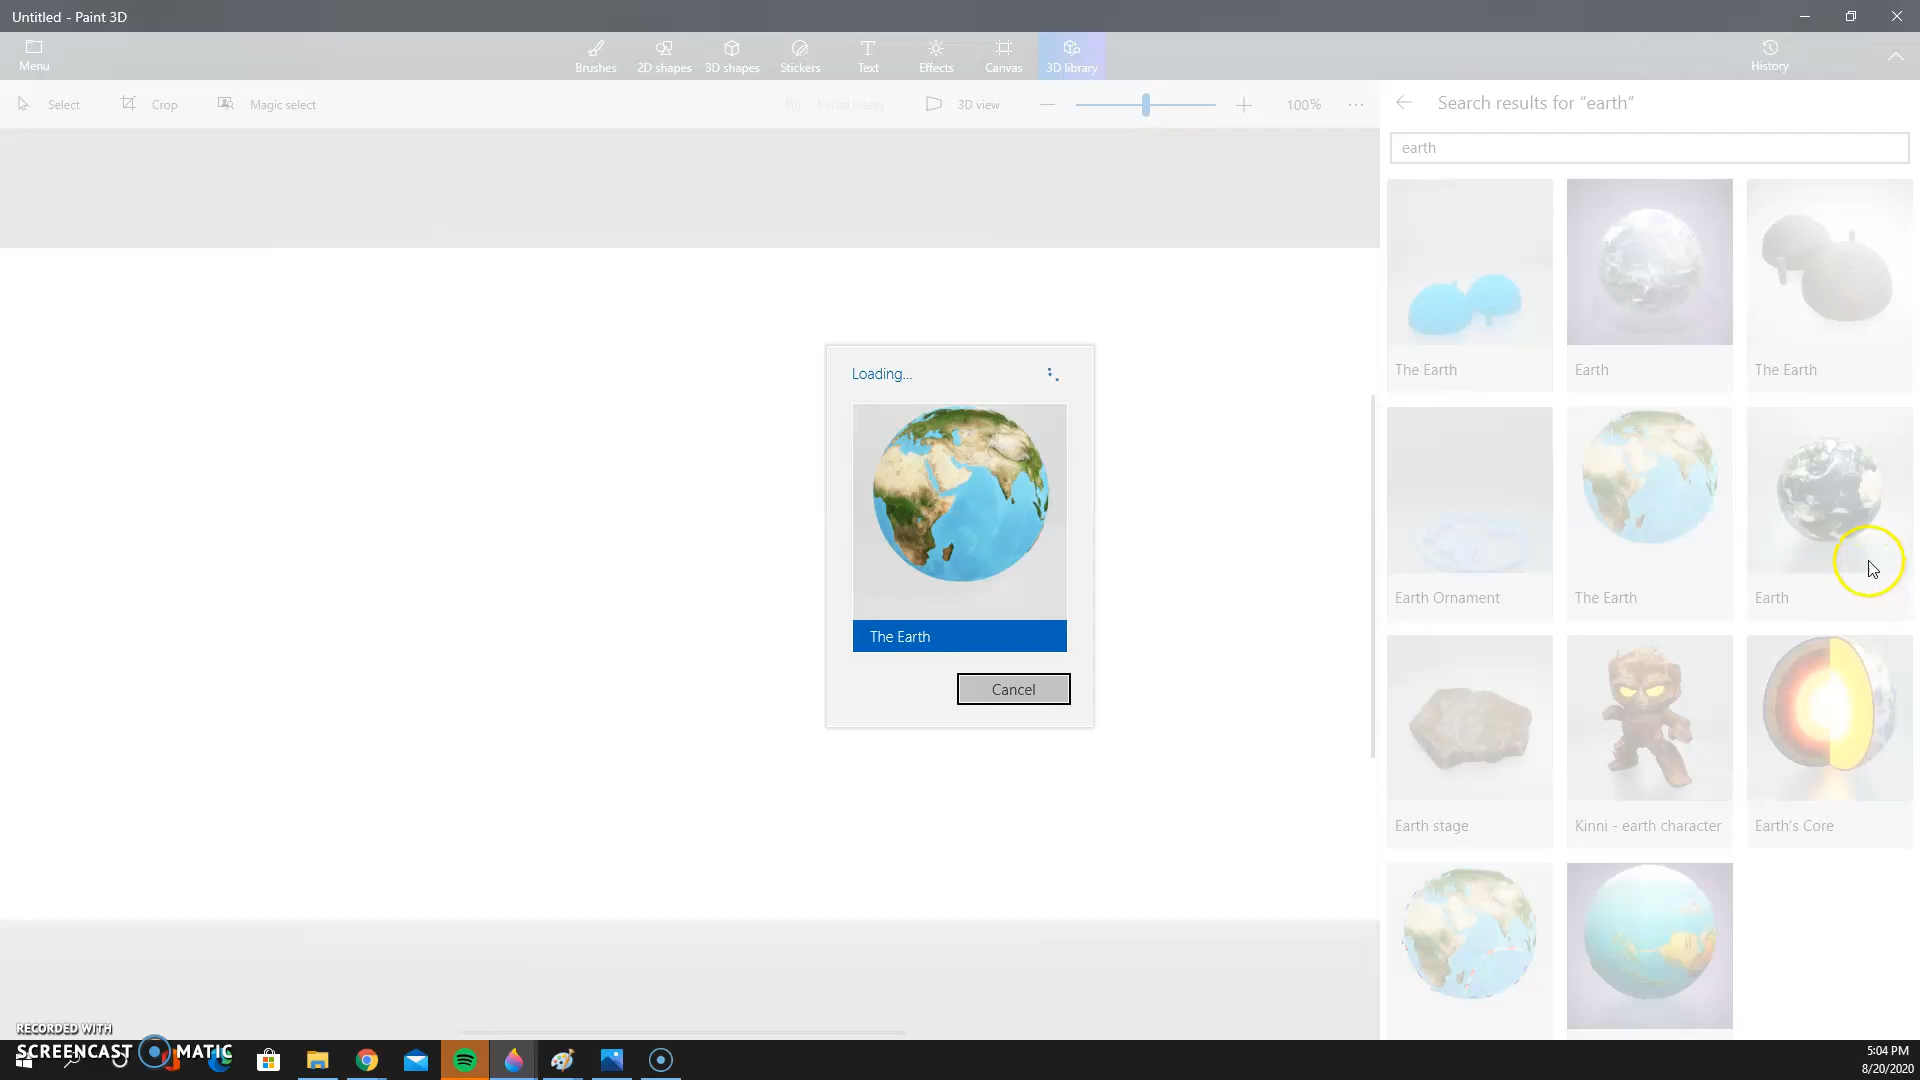 Untitled - Paint 3D
Menu
Brushes
2D shapes
3D shapes
Stickers
Text
Effects
Canvas
3D library
History
Select
Crop
Magic select
Mixed reality
3D view
100%
Search results for “earth”
earth
The Earth
Earth
The Earth
Loading...
The Earth
Cancel
Earth Ornament
The Earth
Earth
Earth stage
Kinni - earth character
Earth's Core
RECORDED WITH
SCREENCAST MATIC
5:04 PM
8/20/2020